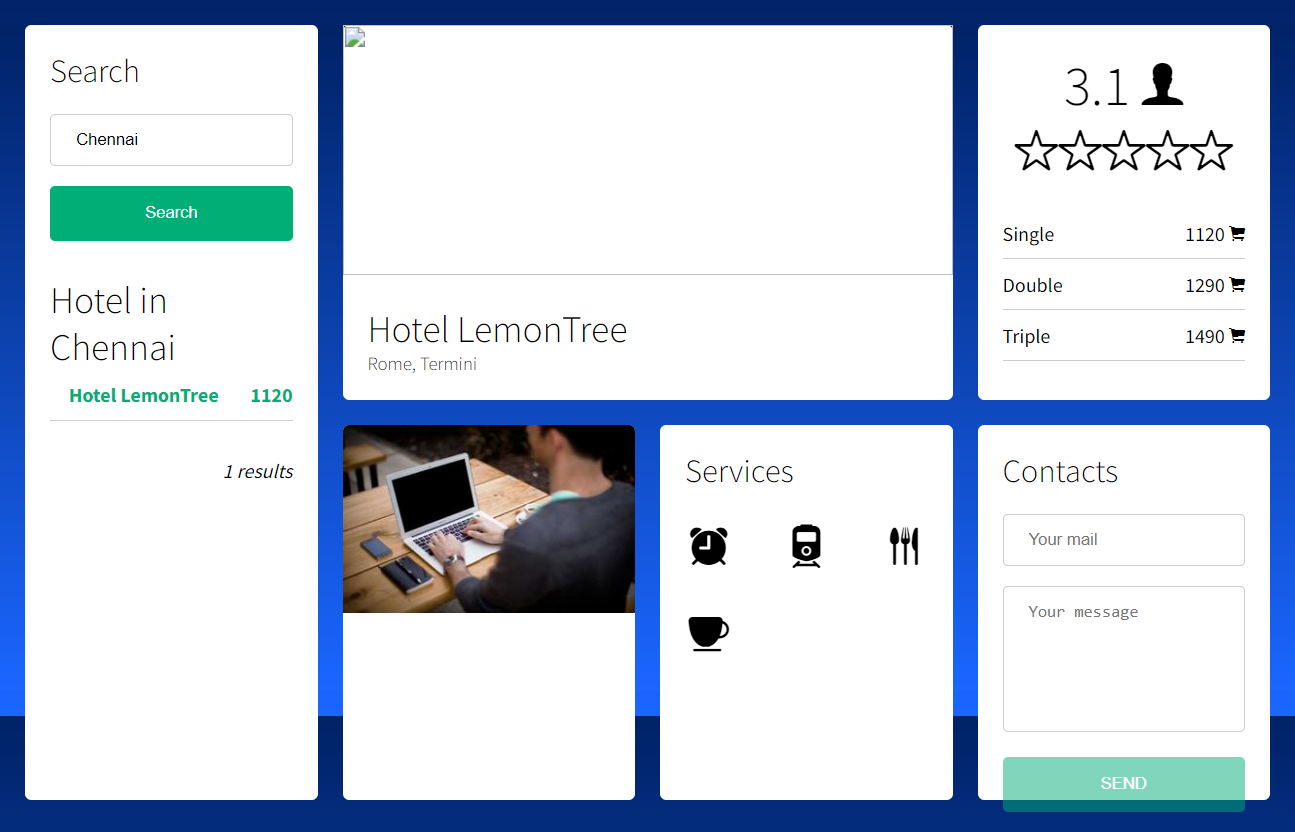 Search
Chennai
Search
Hotel in
Chennai
Hotel LemonTree 1120
1 results
Hotel LemonTree
Rome, Termini
3.1
Single 1120
Double 1290
Triple 1490
Services
Contacts
Your mail
Your message
SEND